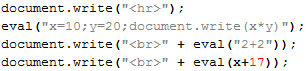 document.write("<hr>");
eval("x=10;y=20;document.write(x*y)");
document.write("<br>" + eval("2+2"));
document.write("<br>" + eval(x+17));